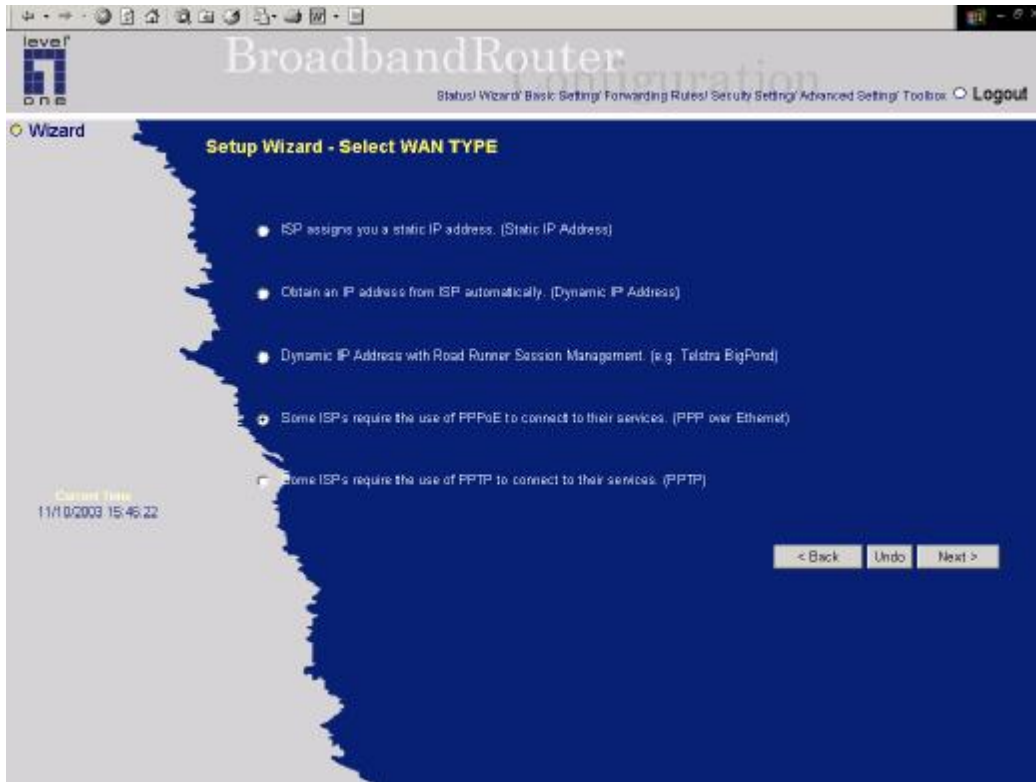 level
one
BroadbandRouter
Configuration
Status/ Wizard/ Basic Setting/ Forwarding Rules/ Secuity Setting/ Advanced Setting/ Toolbox Logout
Wizard
Setup Wizard - Select WAN TYPE
ISP assigns you a static IP address. (Static IP Address)
Obtain an IP address from ISP automatically. (Dynamic IP Address)
Dynamic IP Address with Road Runner Session Management. (e.g. Telstra BigPond)
Some ISPs require the use of PPPoE to connect to their services. (PPP over Ethernet)
Some ISPs require the use of PPTP to connect to their services. (PPTP)
Current Time
11/10/2003 15:46:22
< Back Undo Next >